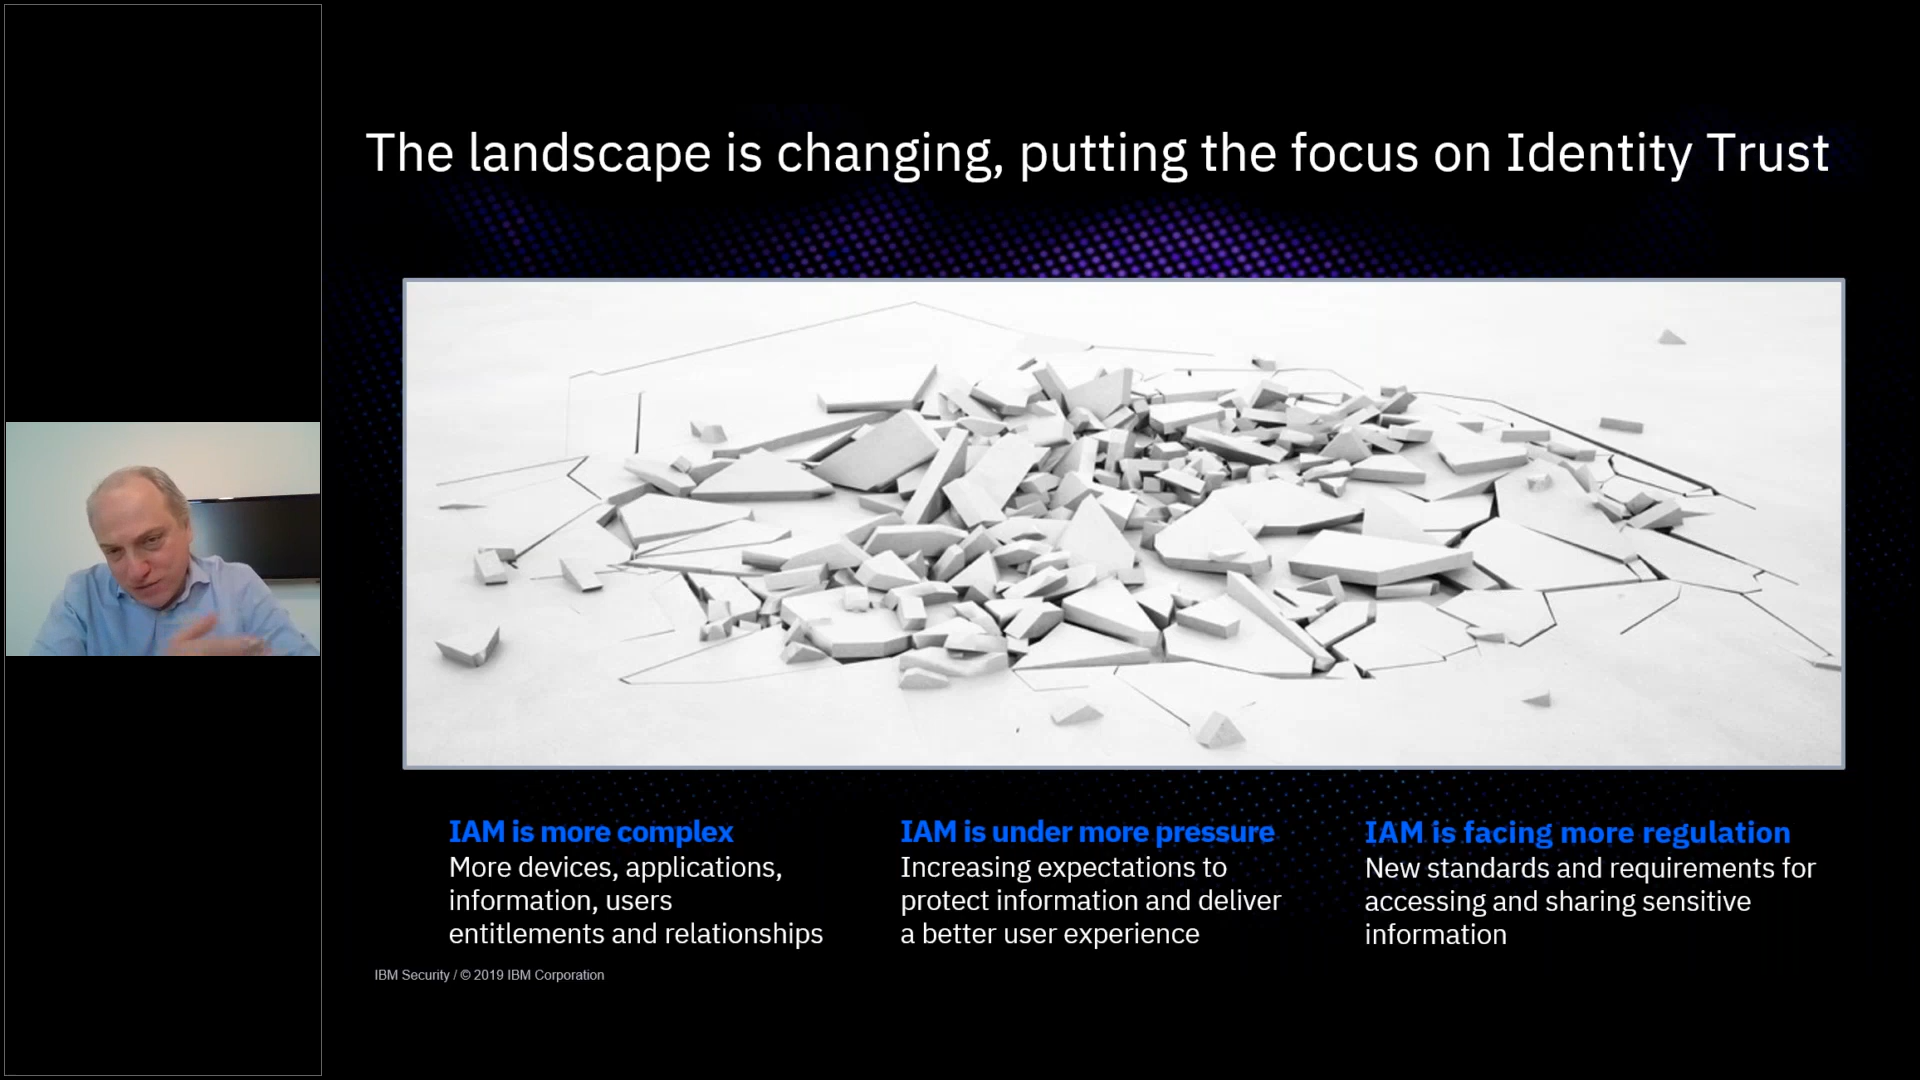 The landscape is changing, putting the focus on Identity Trust
IAM is more complex
More devices, applications,
information, users
entitlements and relationships
IAM is under more pressure
Increasing expectations to
protect information and deliver
a better user experience
IAM is facing more regulation
New standards and requirements for
accessing and sharing sensitive
information
IBM Security / © 2019 IBM Corporation